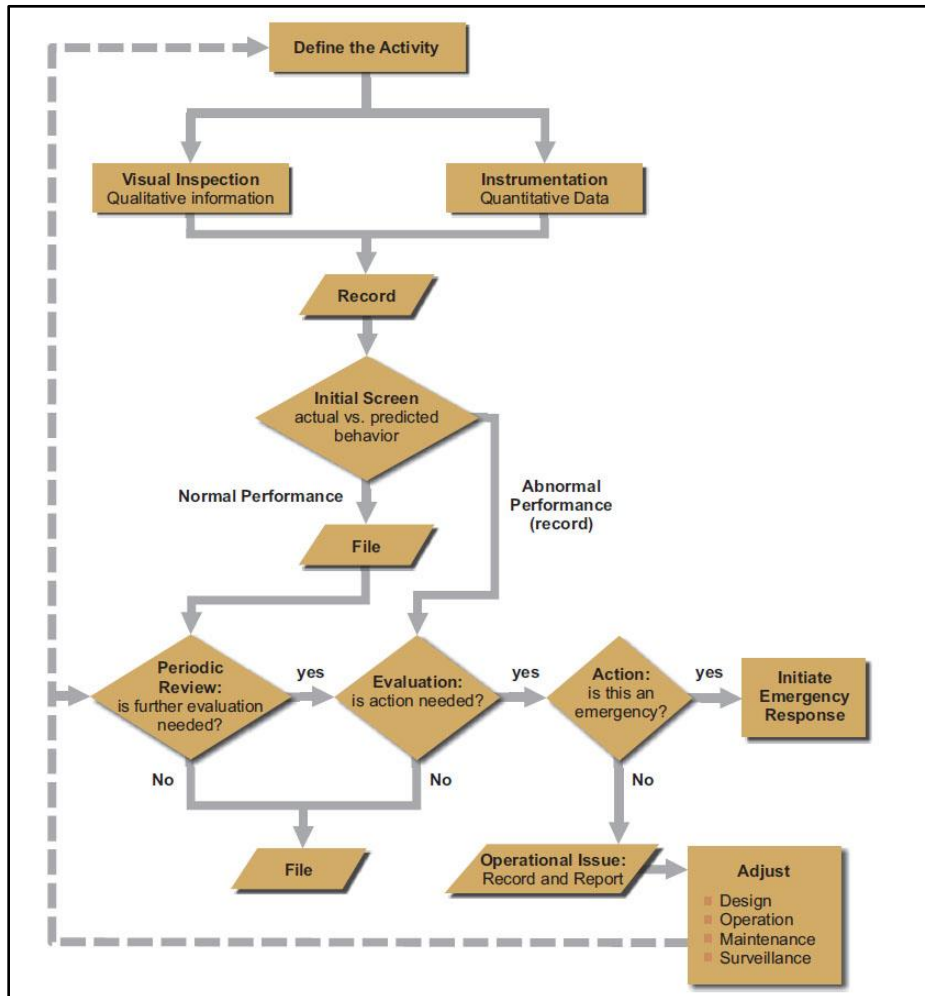 Define the Activity
Visual Inspection
Qualitative information
Instrumentation
Quantitative Data
Record
Initial Screen
actual vs. predicted
behavior
Normal Performance
Abnormal
Performance
(record)
File
Periodic
Review:
is further evaluation
needed?
yes
Evaluation:
is action needed?
yes
Action:
is this an
emergency?
yes
Initiate
Emergency
Response
No
No
No
File
Operational Issue:
Record and Report
Adjust
Design
Operation
Maintenance
Surveillance